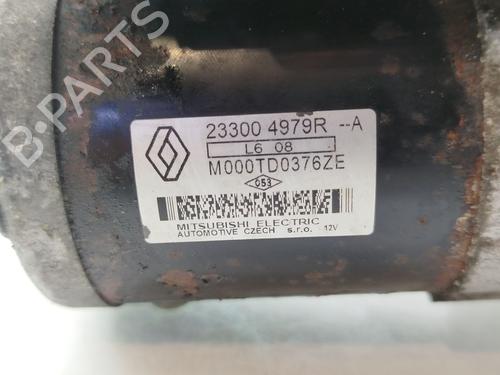 B-PARTS
23300 4979R --A
L6 08
M000TD0376ZE
053
MITSUBISHI ELECTRIC
AUTOMOTIVE CZECH s.r.o. 12V